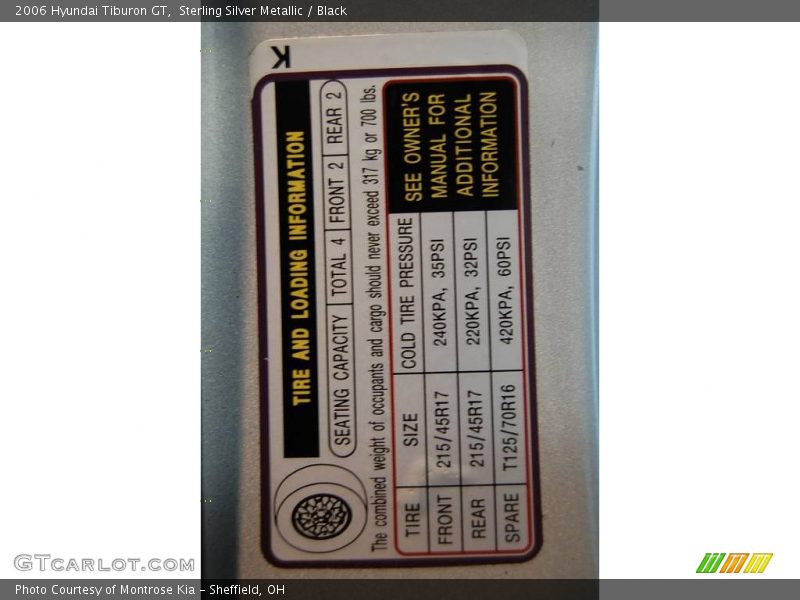 2006 Hyundai Tiburon GT,  Sterling Silver Metallic / Black
K
TIRE AND LOADING INFORMATION
SEATING CAPACITY TOTAL 4 FRONT 2 REAR 2
The combined weight of occupants and cargo should never exceed 317 kg or 700 lbs.
TIRE SIZE COLD TIRE PRESSURE
FRONT 215/45R17 240KPA, 35PSI
REAR 215/45R17 220KPA, 32PSI
SPARE T125/70R16 420KPA, 60PSI
SEE OWNER'S
MANUAL FOR
ADDITIONAL
INFORMATION
GTCARLOT.COM
Photo Courtesy of Montrose Kia – Sheffield, OH